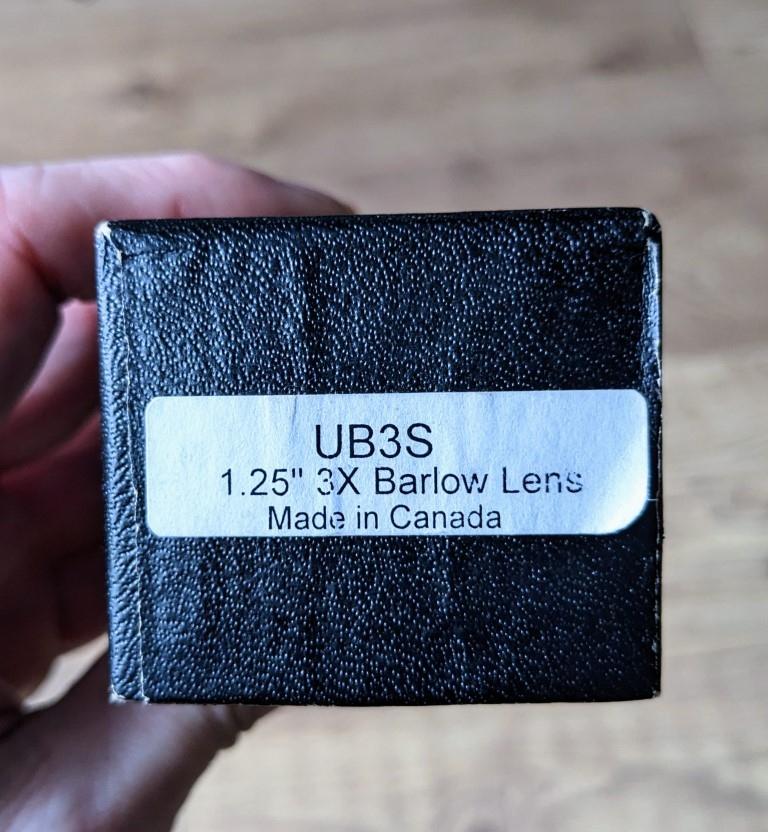 UB3S
1.25" 3X Barlow Lens
Made in Canada